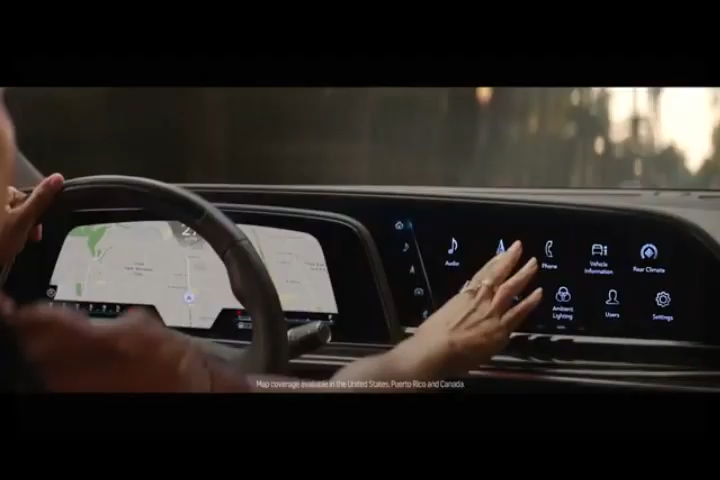 27
Audio
Phone
Vehicle
Information
Rear Climate
Ambient
Lighting
Users
Settings
Map coverage available in the United States, Puerto Rico and Canada.